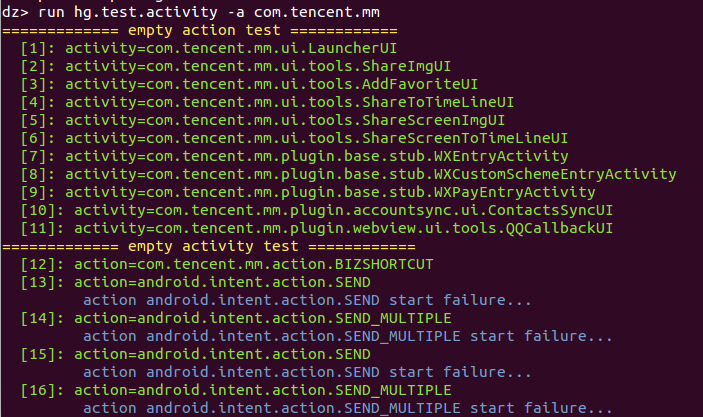 dz> run hg.test.activity -a com.tencent.mm
============= empty action test ============
[1]: activity=com.tencent.mm.ui.LauncherUI
[2]: activity=com.tencent.mm.ui.tools.ShareImgUI
[3]: activity=com.tencent.mm.ui.tools.AddFavoriteUI
[4]: activity=com.tencent.mm.ui.tools.ShareToTimeLineUI
[5]: activity=com.tencent.mm.ui.tools.ShareScreenImgUI
[6]: activity=com.tencent.mm.ui.tools.ShareScreenToTimeLineUI
[7]: activity=com.tencent.mm.plugin.base.stub.WXEntryActivity
[8]: activity=com.tencent.mm.plugin.base.stub.WXCustomSchemeEntryActivity
[9]: activity=com.tencent.mm.plugin.base.stub.WXPayEntryActivity
[10]: activity=com.tencent.mm.plugin.accountsync.ui.ContactsSyncUI
[11]: activity=com.tencent.mm.plugin.webview.ui.tools.QQCallbackUI
============= empty activity test ============
[12]: action=com.tencent.mm.action.BIZSHORTCUT
[13]: action=android.intent.action.SEND
action android.intent.action.SEND start failure...
[14]: action=android.intent.action.SEND_MULTIPLE
action android.intent.action.SEND_MULTIPLE start failure...
[15]: action=android.intent.action.SEND
action android.intent.action.SEND start failure...
[16]: action=android.intent.action.SEND_MULTIPLE
action android.intent.action.SEND_MULTIPLE start failure...